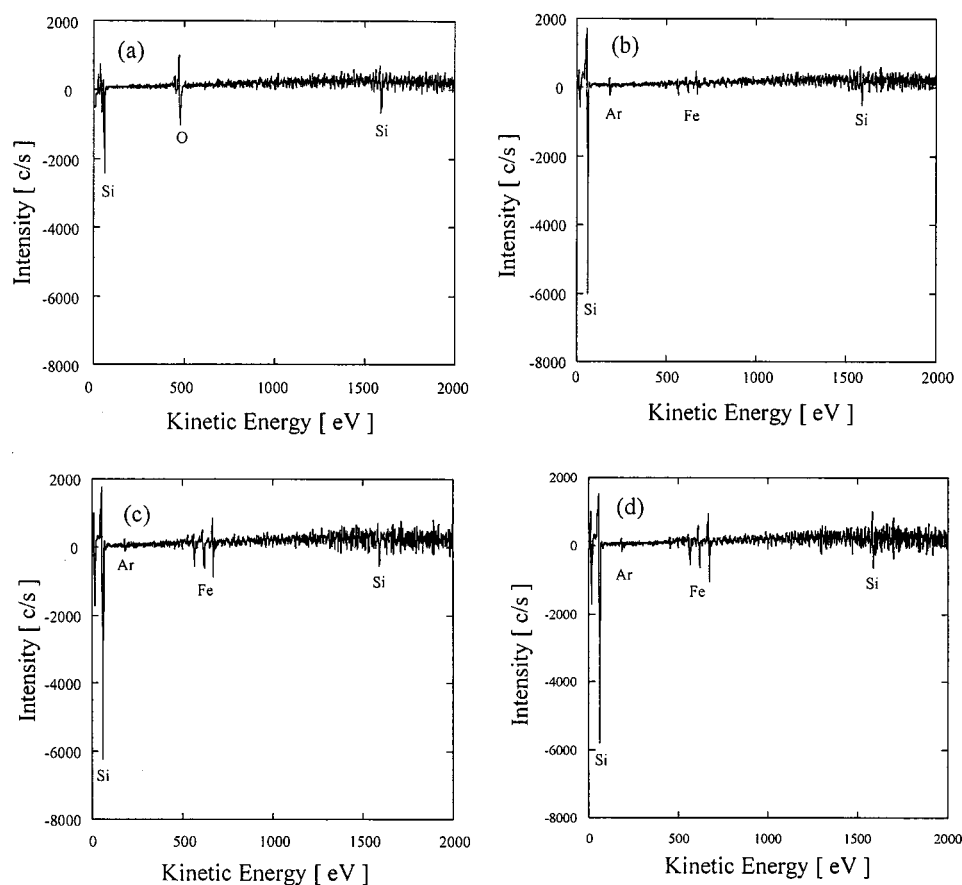 (a)
2000
0
-2000
-4000
-6000
-8000
Intensity [ c/s ]
Si
O
Si
0 500 1000 1500 2000
Kinetic Energy [ eV ]
(b)
2000
0
-2000
-4000
-6000
-8000
Intensity [ c/s ]
Ar
Fe
Si
Si
0 500 1000 1500 2000
Kinetic Energy [ eV ]
(c)
2000
0
-2000
-4000
-6000
-8000
Intensity [ c/s ]
Ar
Fe
Si
Si
0 500 1000 1500 2000
Kinetic Energy [ eV ]
(d)
2000
0
-2000
-4000
-6000
-8000
Intensity [ c/s ]
Ar
Fe
Si
Si
0 500 1000 1500 2000
Kinetic Energy [ eV ]